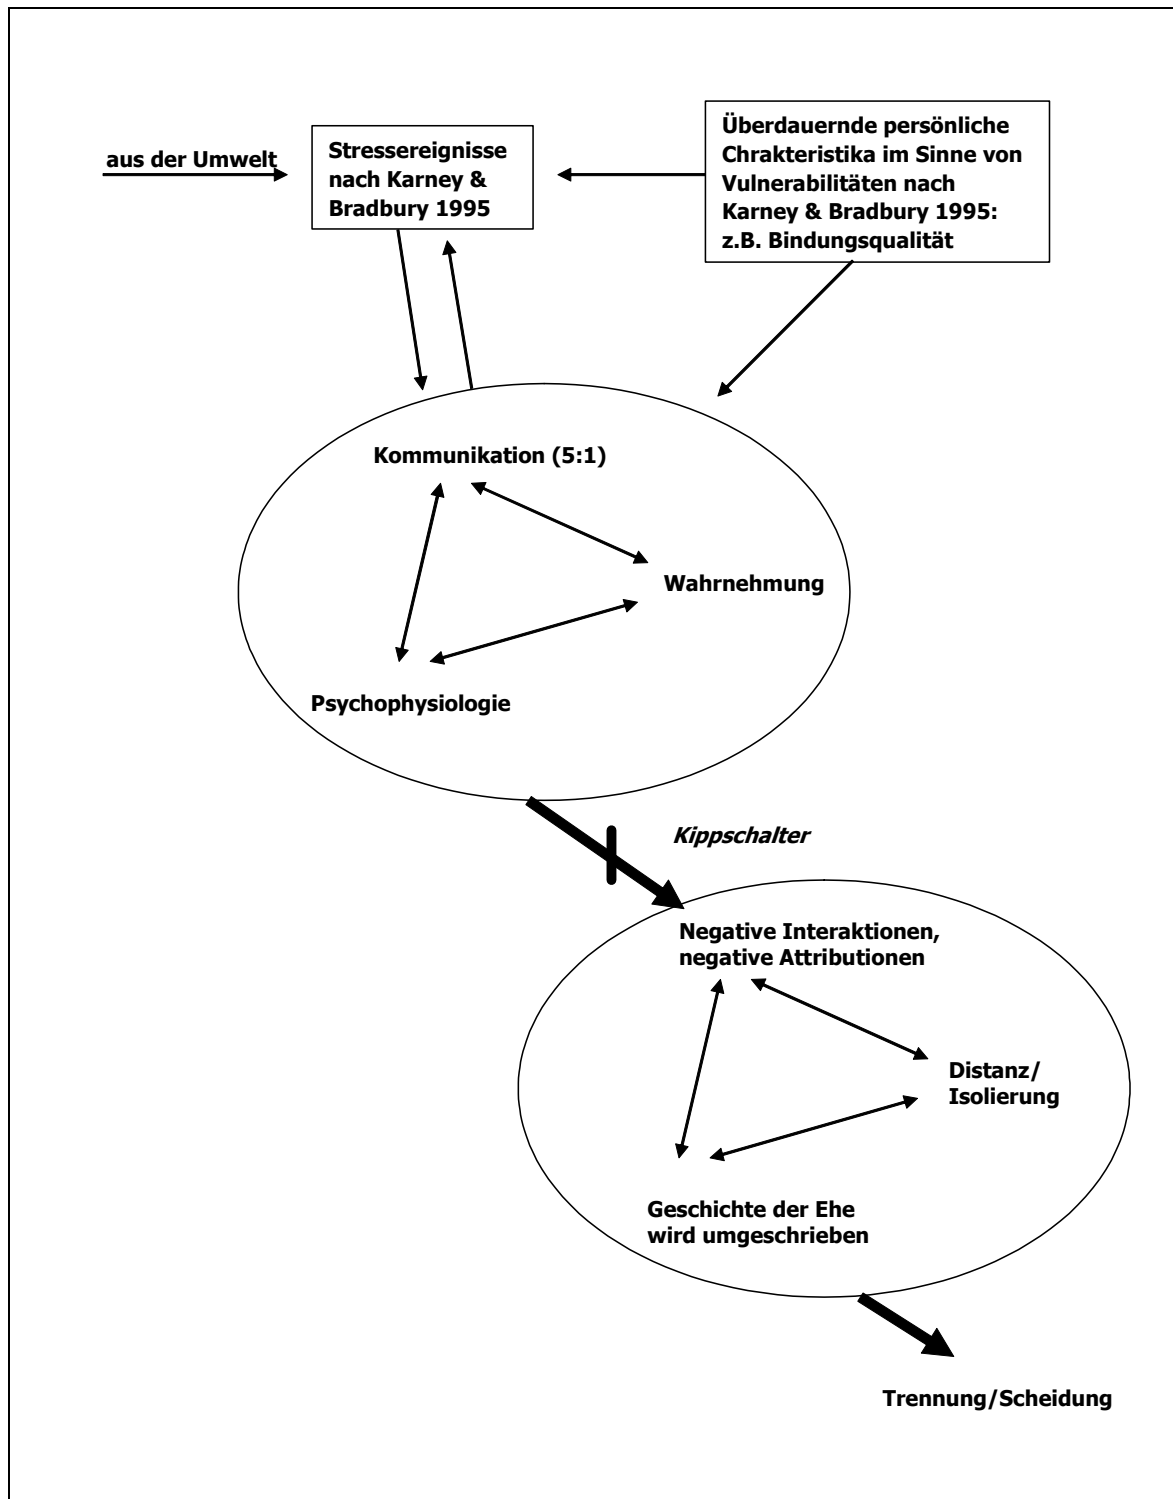 aus der Umwelt
Stressereignisse
nach Karney &
Bradbury 1995
Überdauernde persönliche
Chrakteristika im Sinne von
Vulnerabilitäten nach
Karney & Bradbury 1995:
z.B. Bindungsqualität
Kommunikation (5:1)
Wahrnehmung
Psychophysiologie
Kippschalter
Negative Interaktionen,
negative Attributionen
Distanz/
Isolierung
Geschichte der Ehe
wird umgeschrieben
Trennung/Scheidung